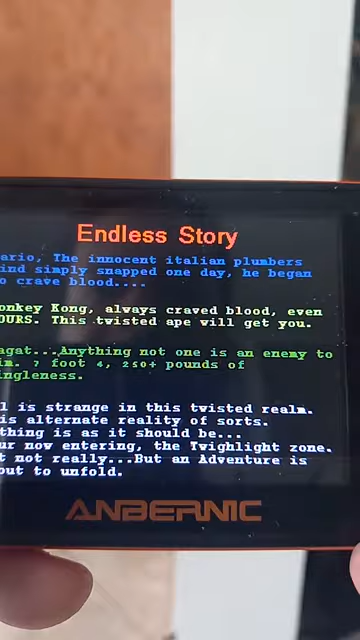 Endless Story
ario, The innocent italian plumbers
ind simply snapped one day, he began
o crave blood....
onkey Kong, always craved blood, even
OURS. This twisted ape will get you.
agat...Anything not one is an enemy to
im. 7 foot 4, 250+ pounds of
ingleness.
l is strange in this twisted realm.
is alternate reality of sorts.
thing is as it should be...
ur now entering, the Twighlight zone.
t not really...But an Adventure is
out to unfold.
ANBERNIC